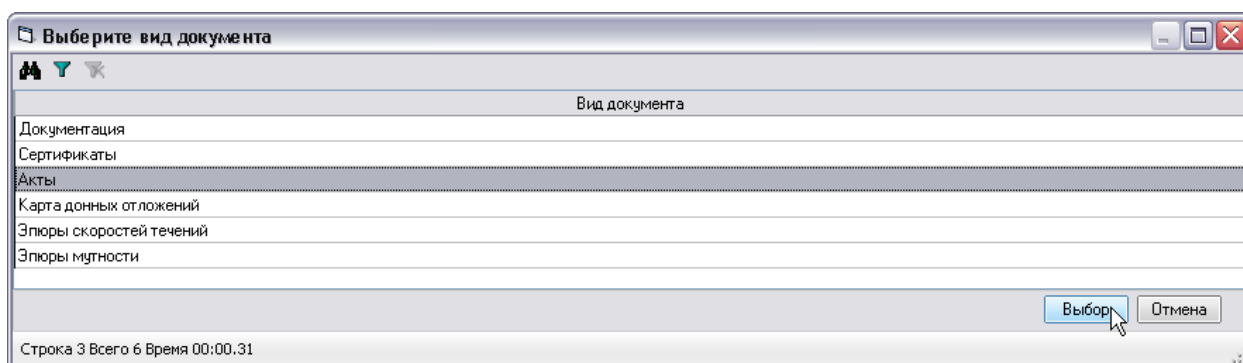 Выберите вид документа
Вид документа
Документация
Сертификаты
Акты
Карта донных отложений
Эпюры скоростей течений
Эпюры мутности
Выбор Отмена
Строка 3 Всего 6 Время 00:00.31